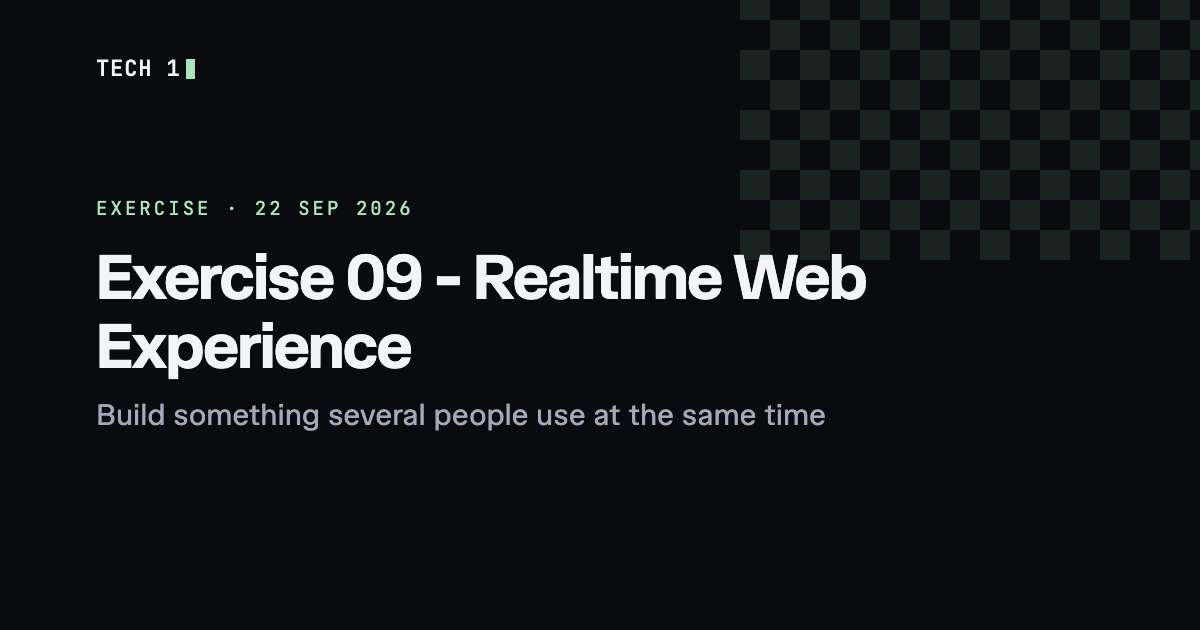 TECH 1
EXERCISE · 22 SEP 2026
Exercise 09 - Realtime Web
Experience
Build something several people use at the same time